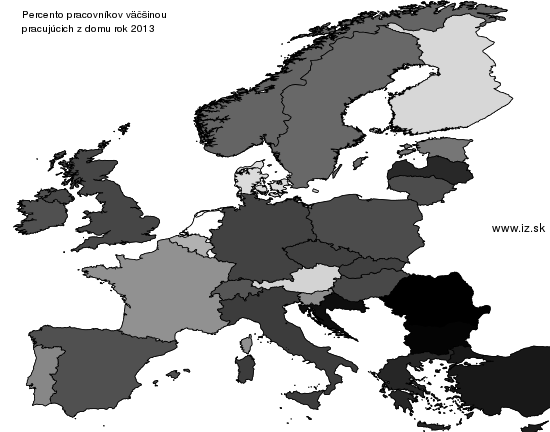 Percento pracovníkov väčšinou
pracujúcich z domu rok 2013
www.iz.sk